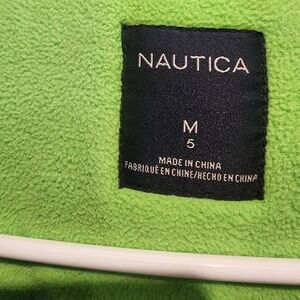 NAUTICA
M
5
MADE IN CHINA
FABRIQUÉ EN CHINE/HECHO EN CHINA